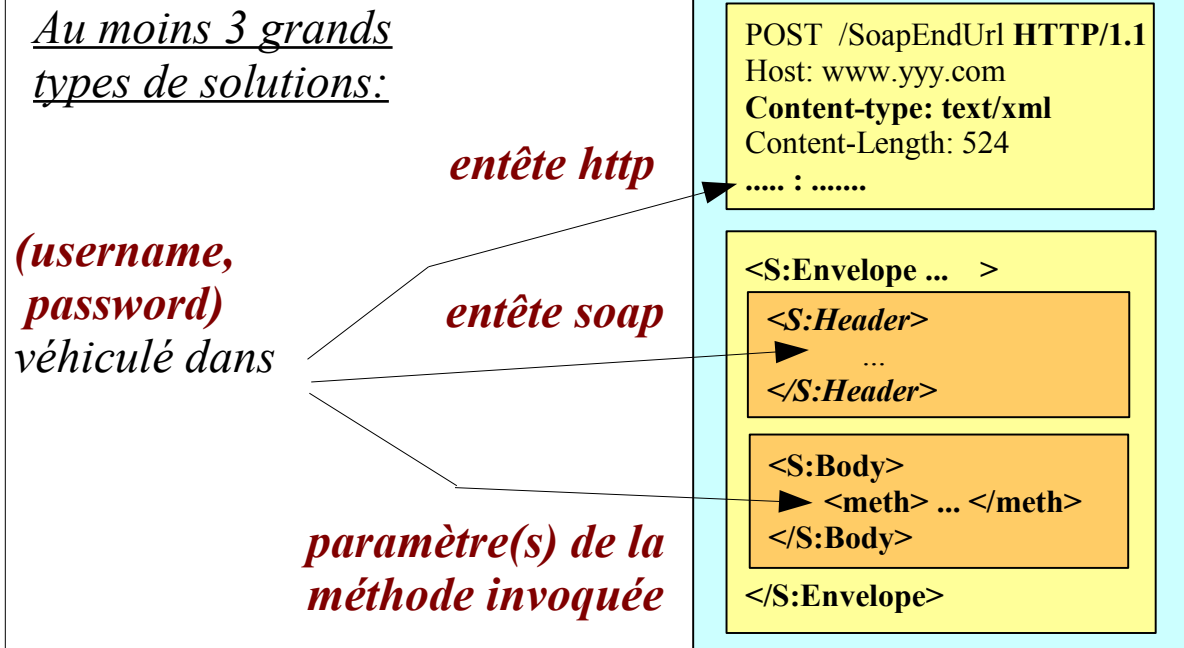 Au moins 3 grands
types de solutions:
(username,
password)
véhiculé dans
entête http
entête soap
paramètre(s) de la
méthode invoquée
POST /SoapEndUrl HTTP/1.1
Host: www.yyy.com
Content-type: text/xml
Content-Length: 524
..... : .......
<S:Envelope ... >
<S:Header>
...
</S:Header>
<S:Body>
<meth> ... </meth>
</S:Body>
</S:Envelope>